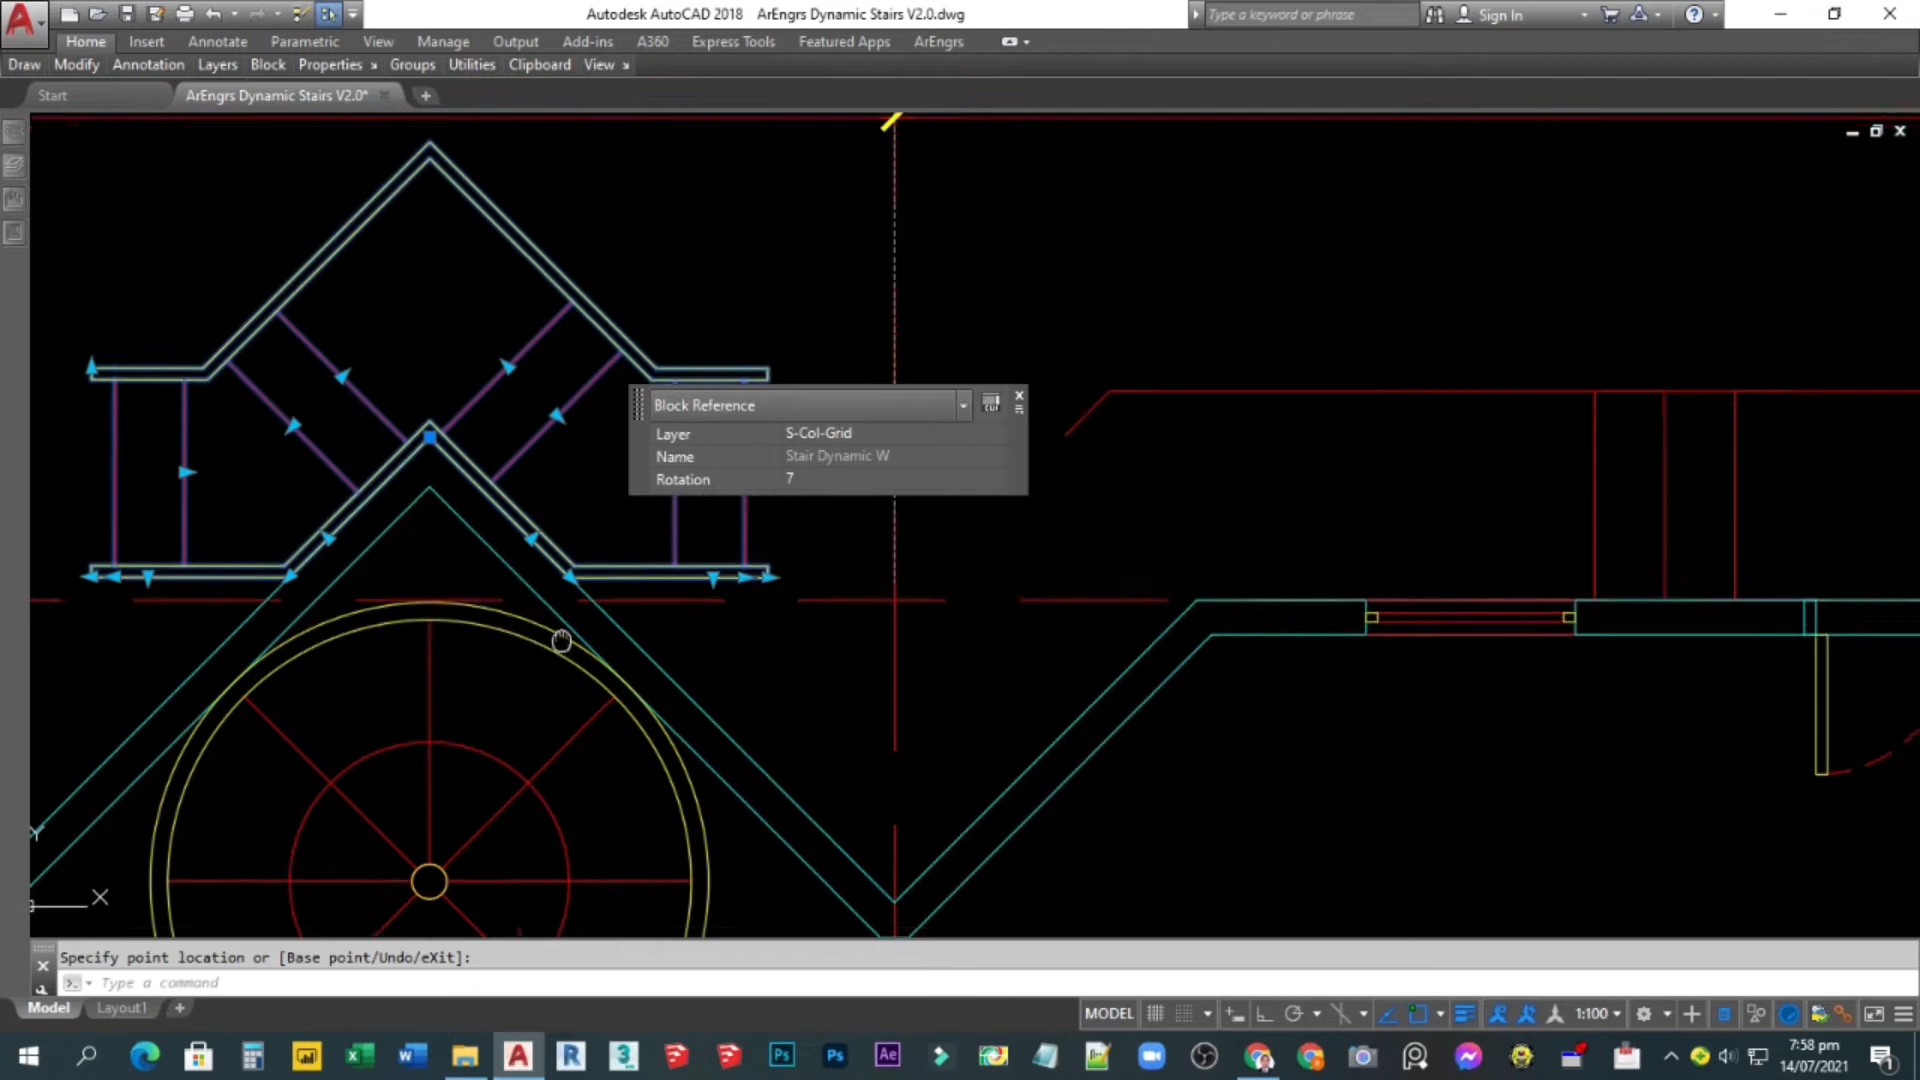 Autodesk AutoCAD 2018 ArEngrs Dynamic Stairs V2.0.dwg
Type a keyword or phrase
Sign In
Home Insert Annotate Parametric View Manage Output Add-ins A360 Express Tools Featured Apps ArEngrs
Draw Modify Annotation Layers Block Properties Groups Utilities Clipboard View
Start ArEngrs Dynamic Stairs V2.0*
Block Reference
Layer S-Col-Grid
Name Stair Dynamic W
Rotation 7
Y
X
Specify point location or [Base point/Undo/eXit]:
Type a command
Model Layout1
MODEL 1:100
7:58 pm
14/07/2021